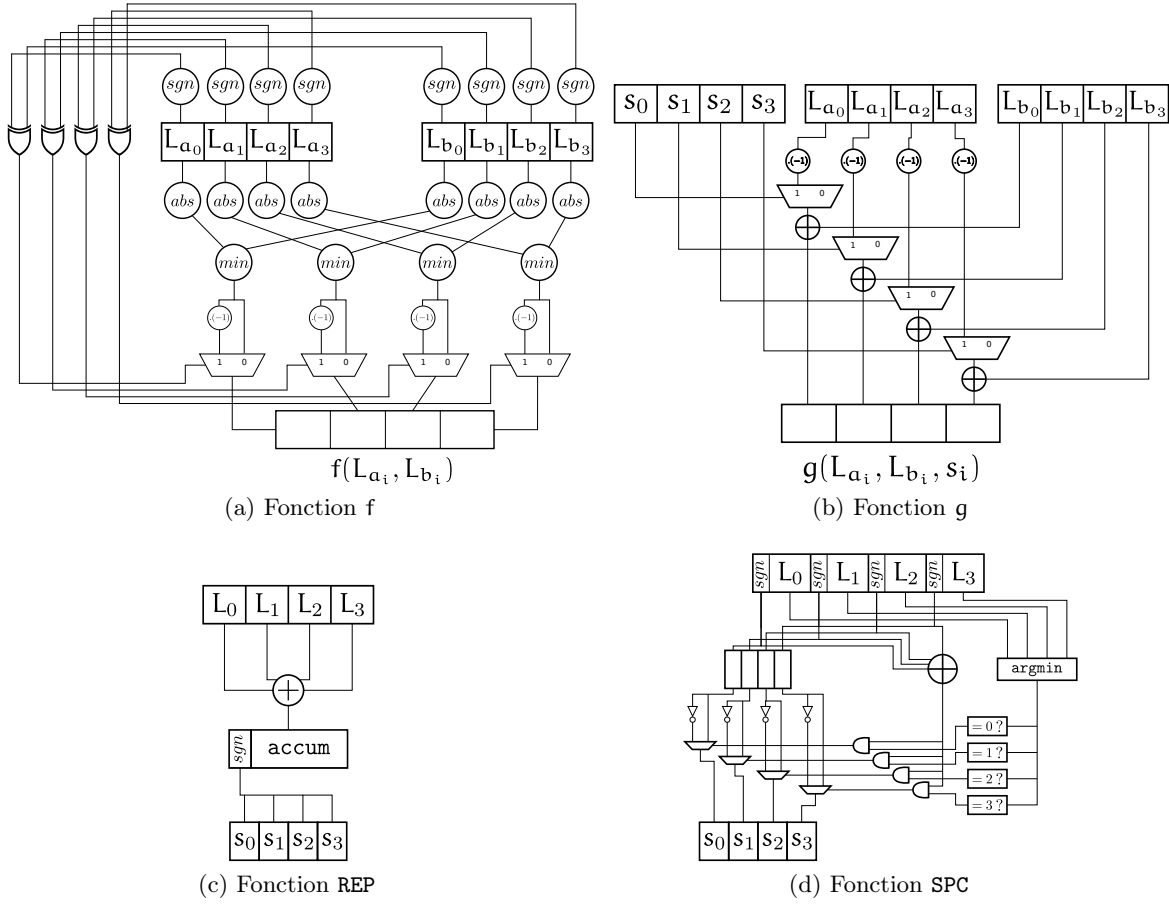 sgn sgn sgn sgn sgn sgn sgn sgn
L_{a_0} L_{a_1} L_{a_2} L_{a_3} L_{b_0} L_{b_1} L_{b_2} L_{b_3}
abs abs abs abs abs abs abs abs
min min min min
.(−1) .(−1) .(−1) .(−1)
1 0 1 0 1 0 1 0
f(L_{a_i}, L_{b_i})
(a) Fonction f
s_0 s_1 s_2 s_3 L_{a_0} L_{a_1} L_{a_2} L_{a_3} L_{b_0} L_{b_1} L_{b_2} L_{b_3}
.(−1) .(−1) .(−1) .(−1)
1 0
1 0
1 0
1 0
g(L_{a_i}, L_{b_i}, s_i)
(b) Fonction g
L_0 L_1 L_2 L_3
sgn accum
s_0 s_1 s_2 s_3
(c) Fonction REP
sgn L_0 sgn L_1 sgn L_2 sgn L_3
argmin
= 0 ?
= 1 ?
= 2 ?
= 3 ?
s_0 s_1 s_2 s_3
(d) Fonction SPC